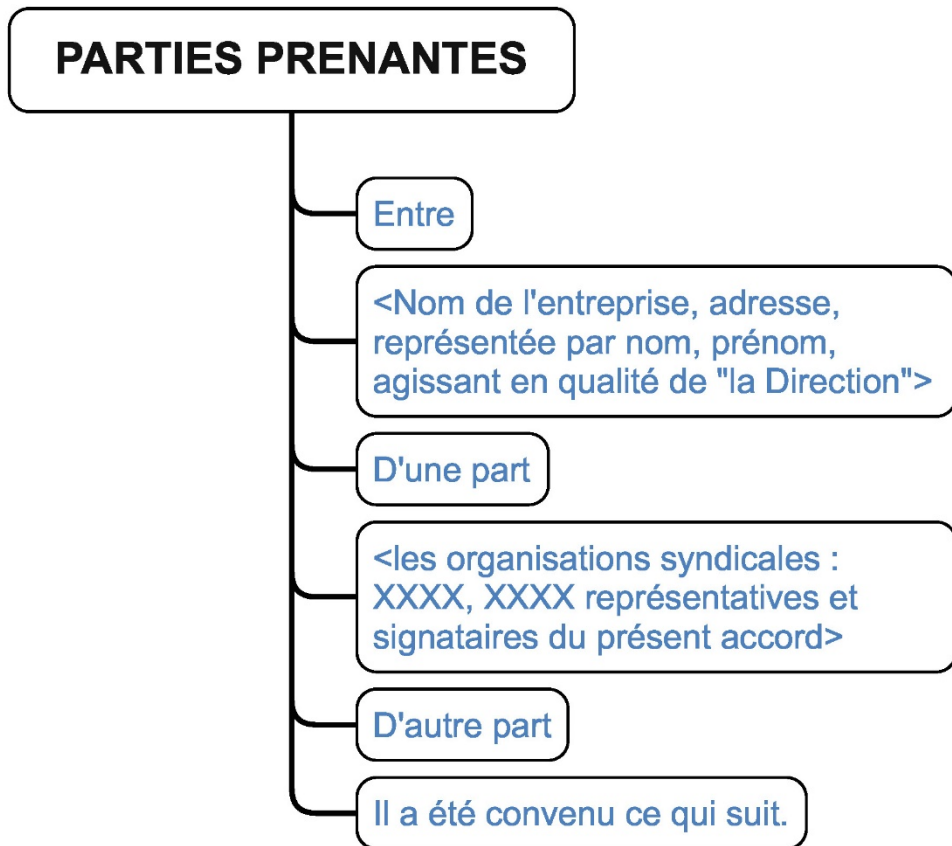 PARTIES PRENANTES
Entre
<Nom de l'entreprise, adresse,
représentée par nom, prénom,
agissant en qualité de "la Direction">
D'une part
<les organisations syndicales :
XXXX, XXXX représentatives et
signataires du présent accord>
D'autre part
Il a été convenu ce qui suit.